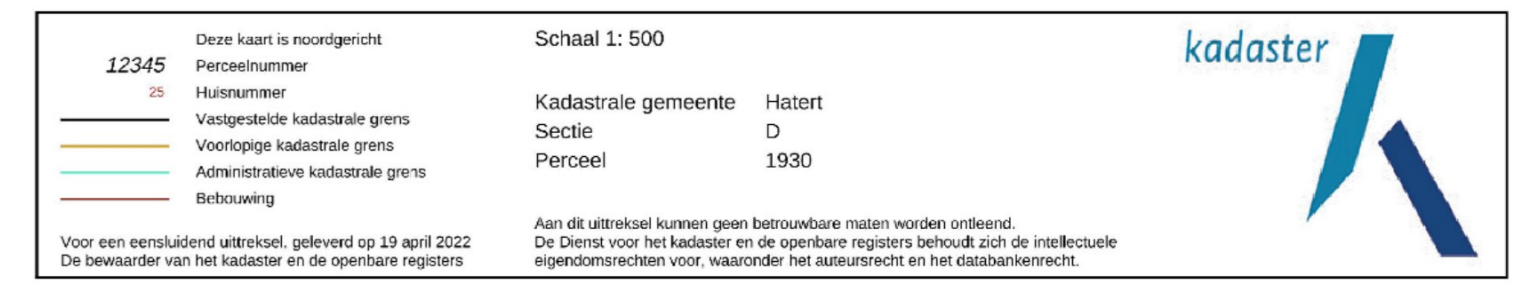 Deze kaart is noordgericht
12345 Perceelnummer
25 Huisnummer
Vastgestelde kadastrale grens
Voorlopige kadastrale grens
Administratieve kadastrale grens
Bebouwing
Voor een eensluidend uittreksel, geleverd op 19 april 2022
De bewaarder van het kadaster en de openbare registers
Schaal 1: 500
Kadastrale gemeente Hatert
Sectie D
Perceel 1930
Aan dit uittreksel kunnen geen betrouwbare maten worden ontleend.
De Dienst voor het kadaster en de openbare registers behoudt zich de intellectuele
eigendomsrechten voor, waaronder het auteursrecht en het databankenrecht.
kadaster